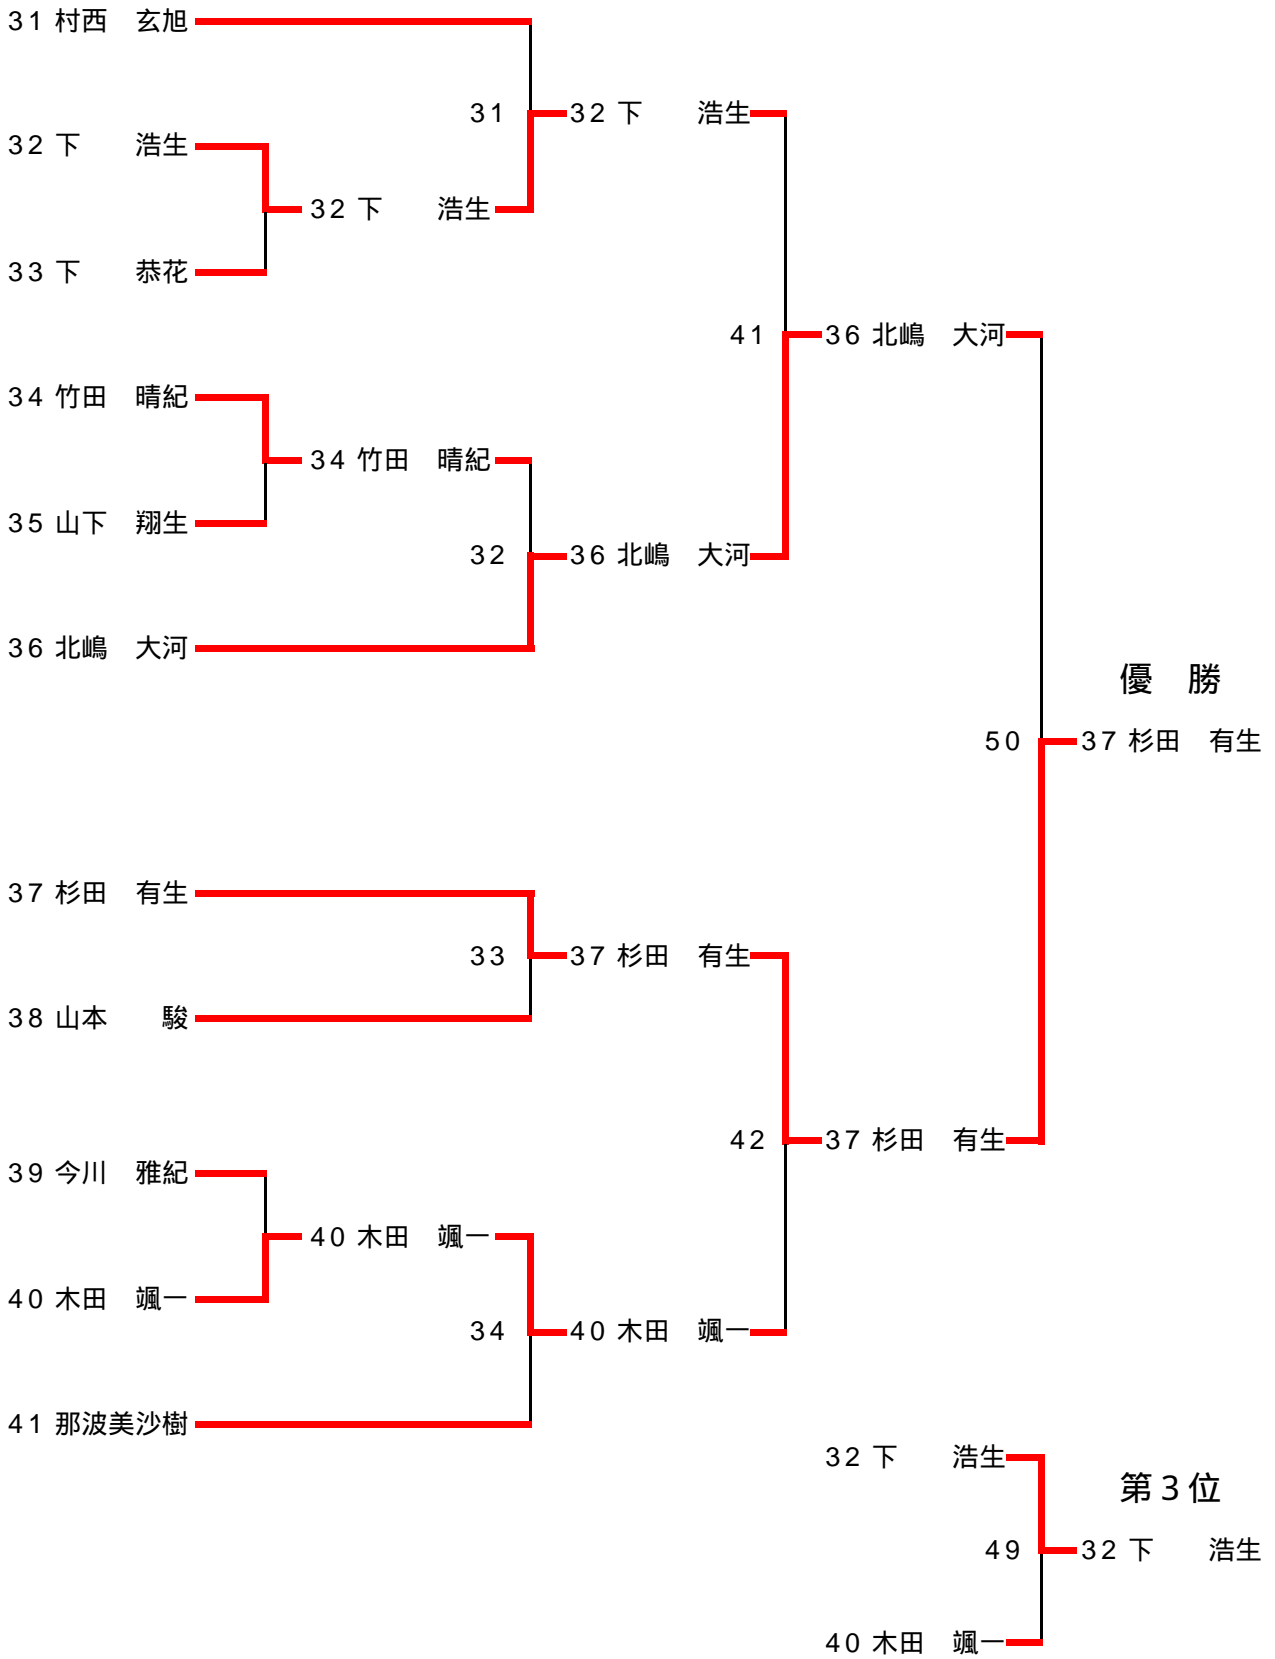 31 村西　玄旭
31
32 下　　浩生
32 下　　浩生
32 下　　浩生
33 下　　恭花
41
36 北嶋　大河
34 竹田　晴紀
34 竹田　晴紀
35 山下　翔生
32
36 北嶋　大河
36 北嶋　大河
優　勝
50
37 杉田　有生
37 杉田　有生
33
37 杉田　有生
38 山本　　駿
42
37 杉田　有生
39 今川　雅紀
40 木田　颯一
40 木田　颯一
34
40 木田　颯一
41 那波美沙樹
32 下　　浩生
第３位
49
32 下　　浩生
40 木田　颯一